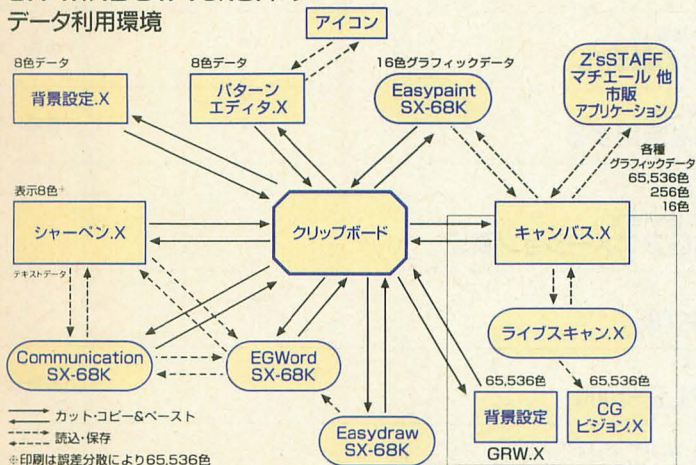 データ利用環境
アイコン
8色データ
背景設定.X
8色データ
パターン
エディタ.X
16色グラフィックデータ
Easypaint
SX-68K
Z'sSTAFF
マチエール 他
市販
アプリケーション
各種
グラフィックデータ
65,536色
256色
16色
表示8色
シャーペン.X
テキストデータ
クリップボード
キャンバス.X
Communication
SX-68K
EGWord
SX-68K
Easydraw
SX-68K
ライブスキャン.X
65,536色
背景設定
GRW.X
65,536色
CG
ビジョン.X
カット・コピー&ペースト
読込・保存
※印刷は誤差分散により65,536色